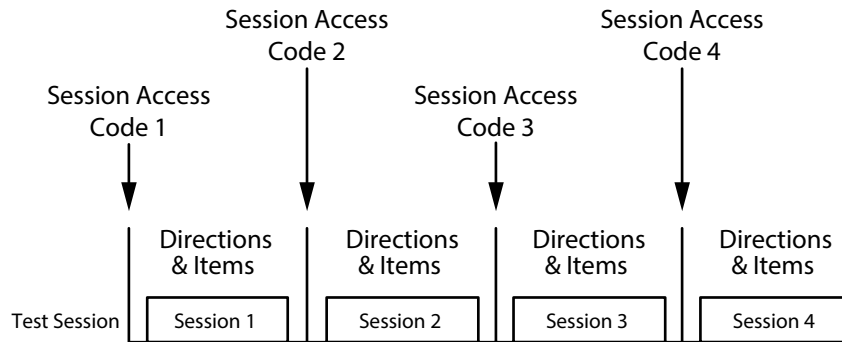 Session Access
Code 2
Session Access
Code 4
Session Access
Code 1
Session Access
Code 3
Directions
& Items
Directions
& Items
Directions
& Items
Directions
& Items
Test Session
Session 1
Session 2
Session 3
Session 4